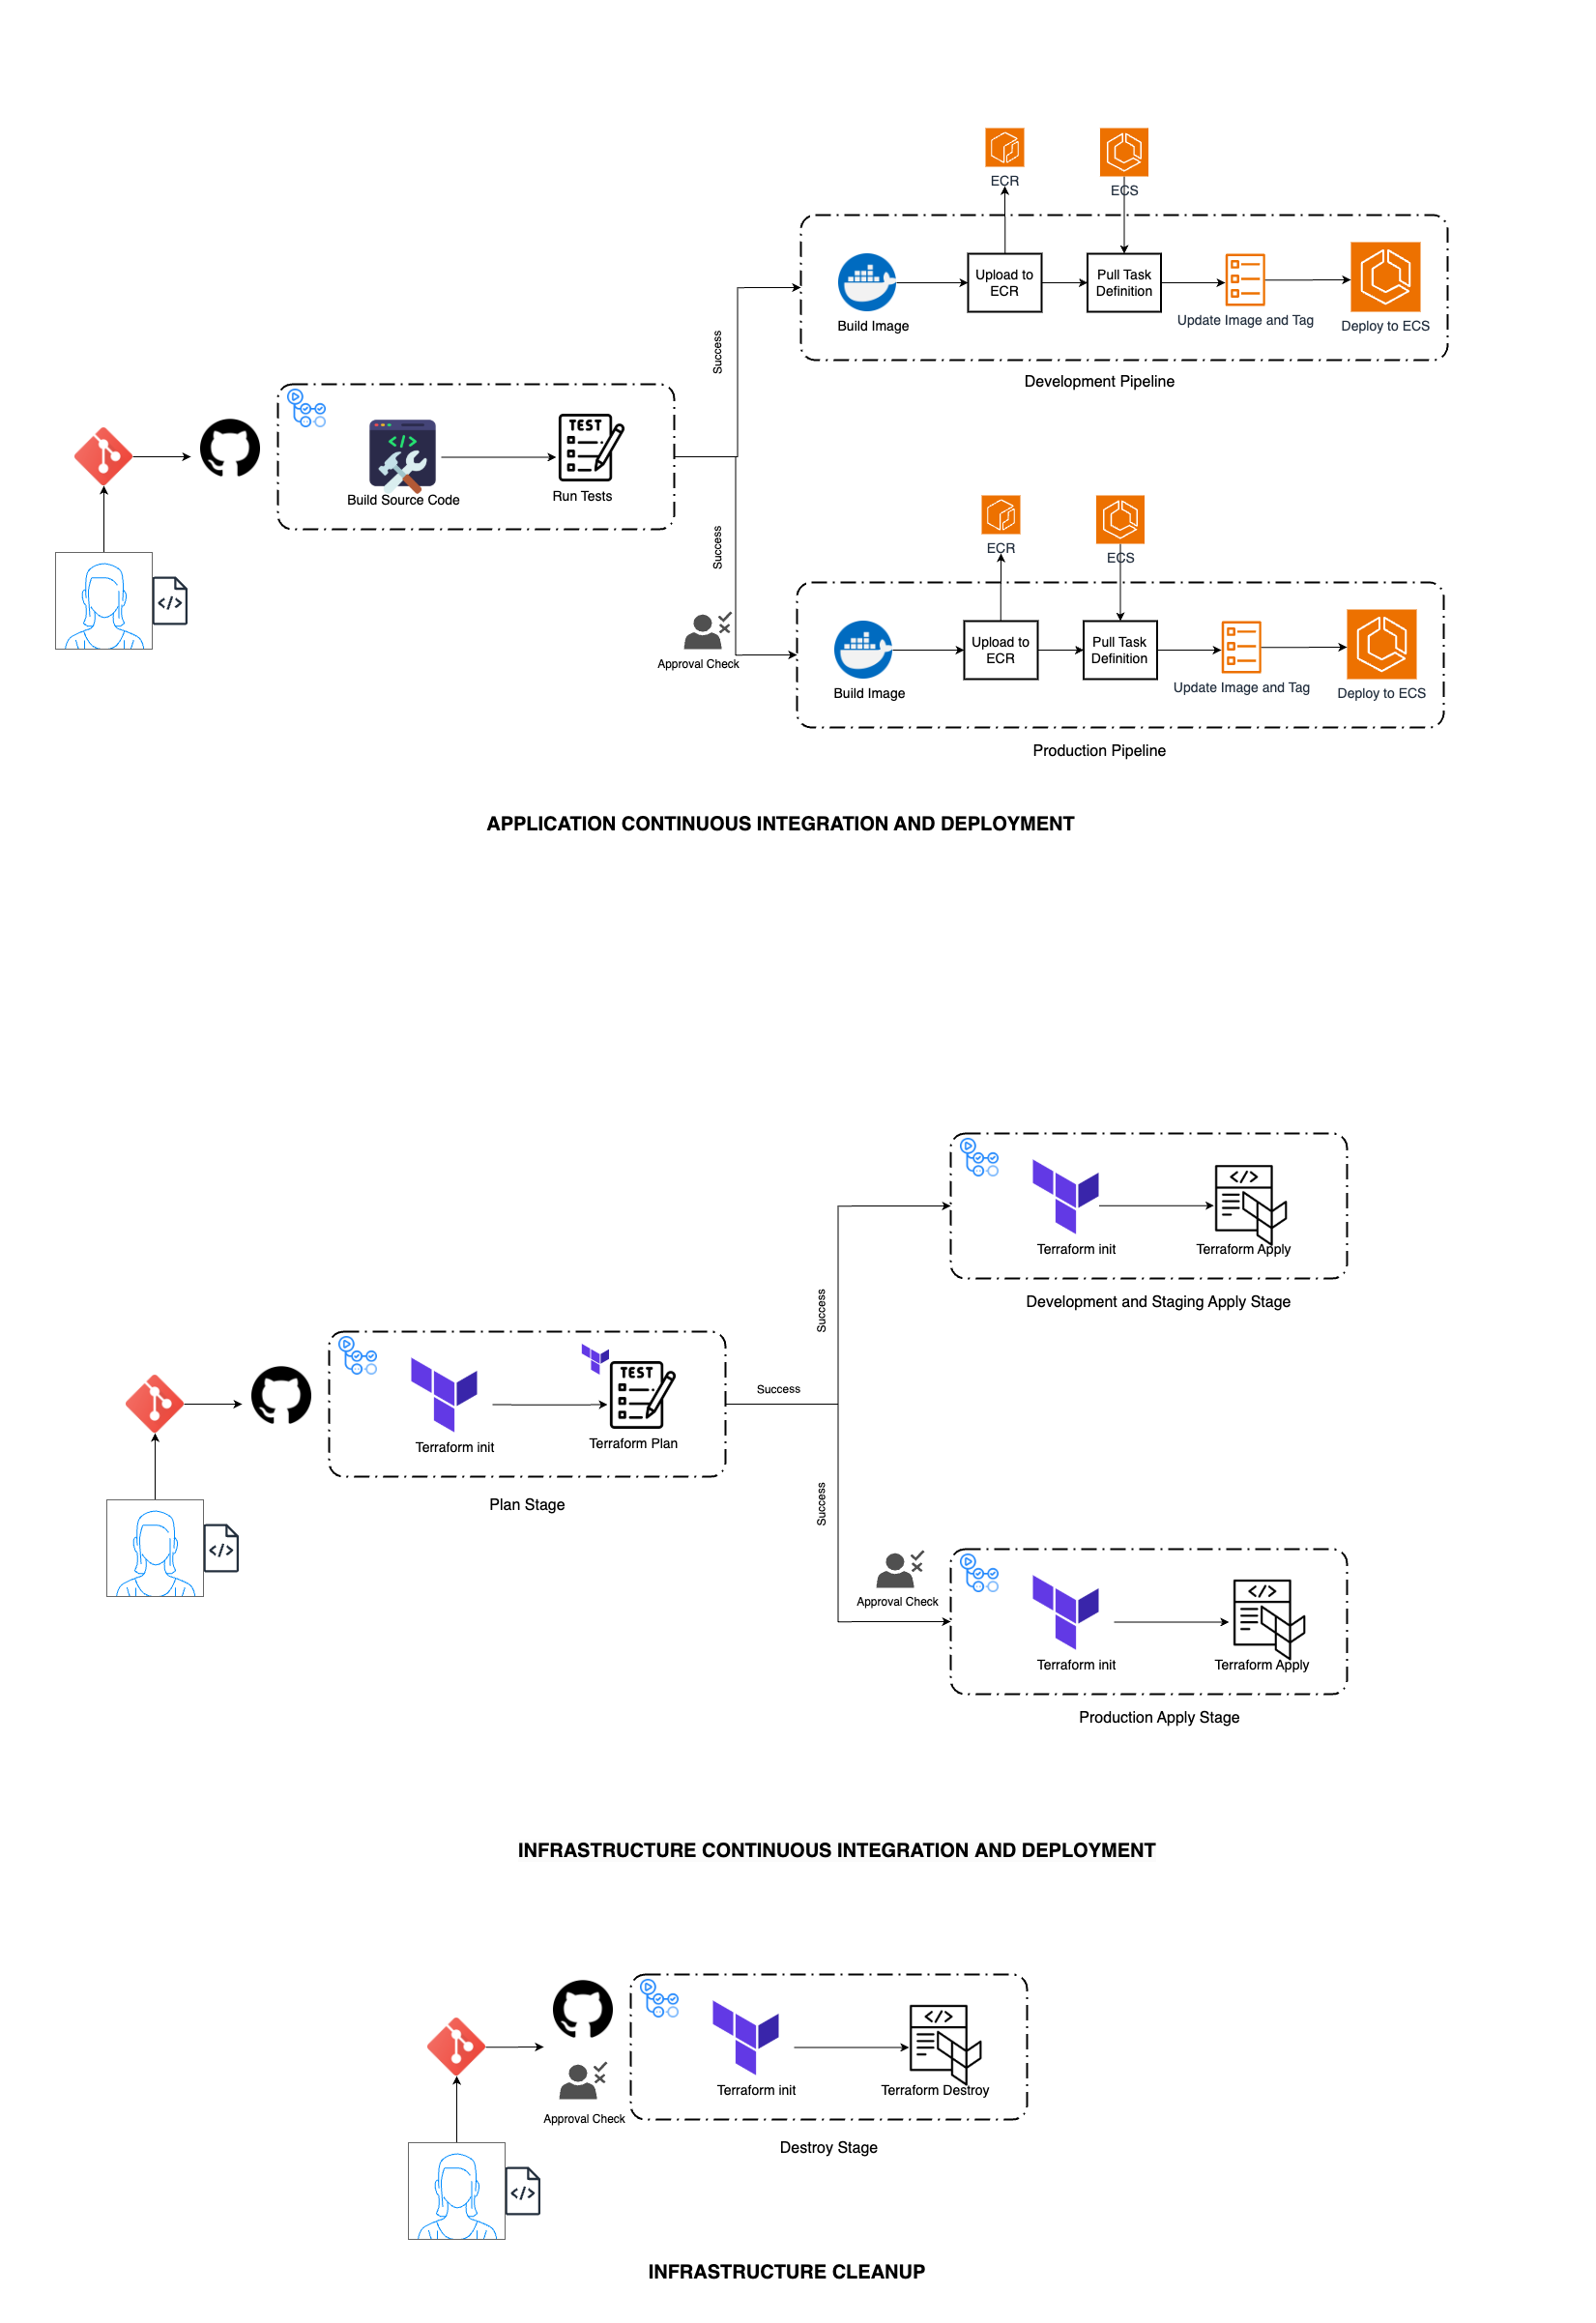 ECR
ECS
Upload to
ECR
Pull Task
Definition
Build Image
Update Image and Tag
Deploy to ECS
Development Pipeline
Success
</>
TEST
Build Source Code
Run Tests
Success
</>
Approval Check
ECR
ECS
Upload to
ECR
Pull Task
Definition
Build Image
Update Image and Tag
Deploy to ECS
Production Pipeline
APPLICATION CONTINUOUS INTEGRATION AND DEPLOYMENT
</>
Terraform init
Terraform Apply
Development and Staging Apply Stage
Success
TEST
Terraform init
Terraform Plan
Success
Plan Stage
Success
</>
Approval Check
</>
Terraform init
Terraform Apply
Production Apply Stage
INFRASTRUCTURE CONTINUOUS INTEGRATION AND DEPLOYMENT
</>
Terraform init
Terraform Destroy
Approval Check
Destroy Stage
</>
INFRASTRUCTURE CLEANUP